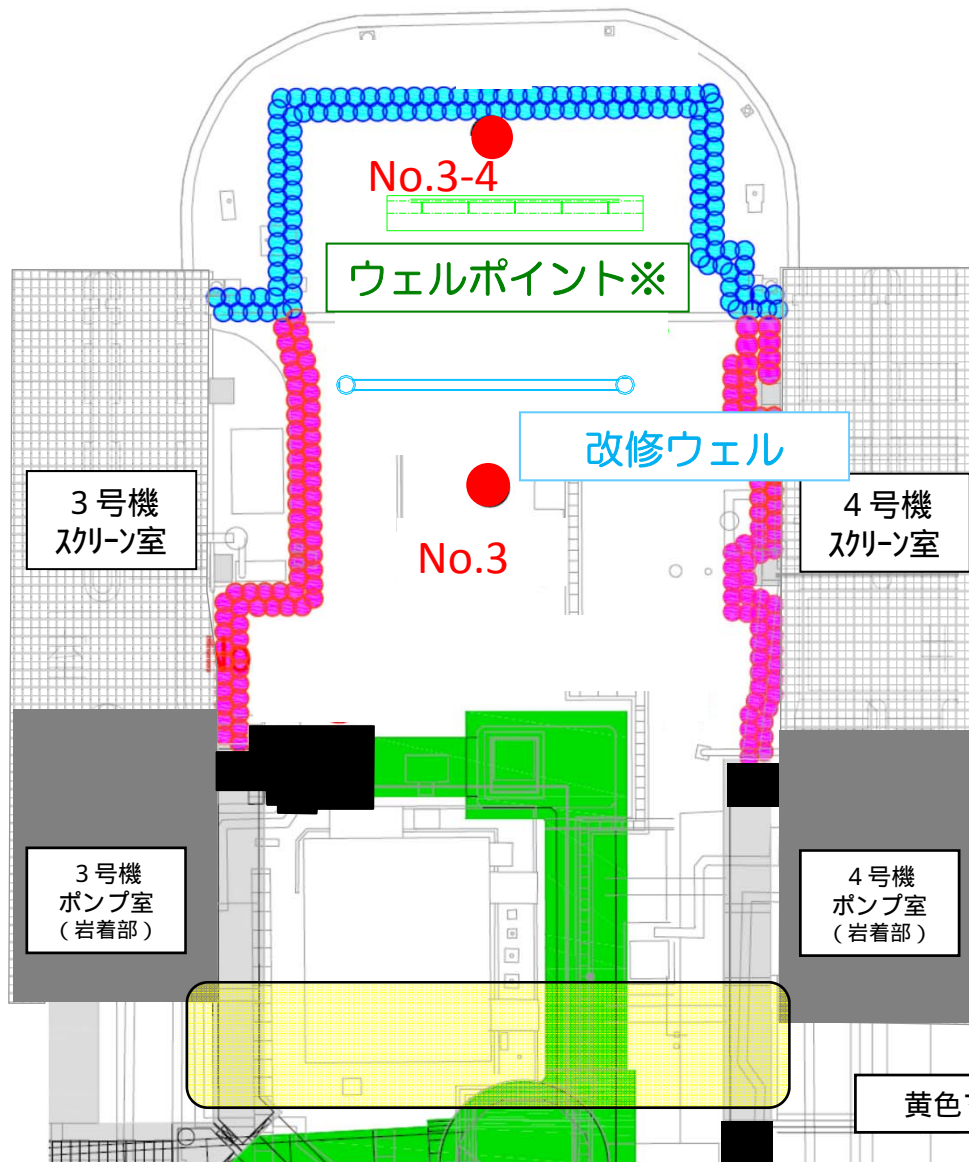 No.3-4
ウェルポイント※
改修ウェル
3号機
スクリーン室
4号機
スクリーン室
No.3
3号機
ポンプ室
(岩着部)
4号機
ポンプ室
(岩着部)
黄色